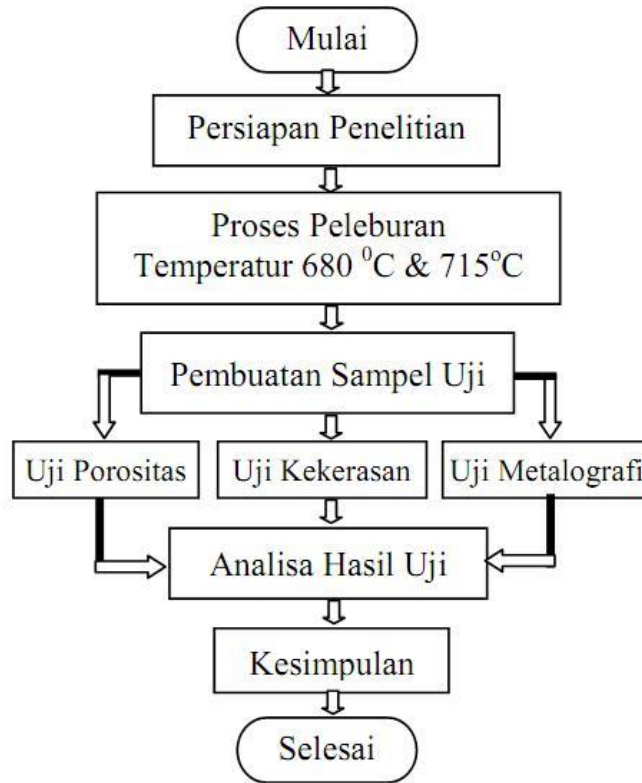 Mulai
Persiapan Penelitian
Proses Peleburan
Temperatur 680 ⁰C & 715°C
Pembuatan Sampel Uji
Uji Porositas
Uji Kekerasan
Uji Metalografi
Analisa Hasil Uji
Kesimpulan
Selesai